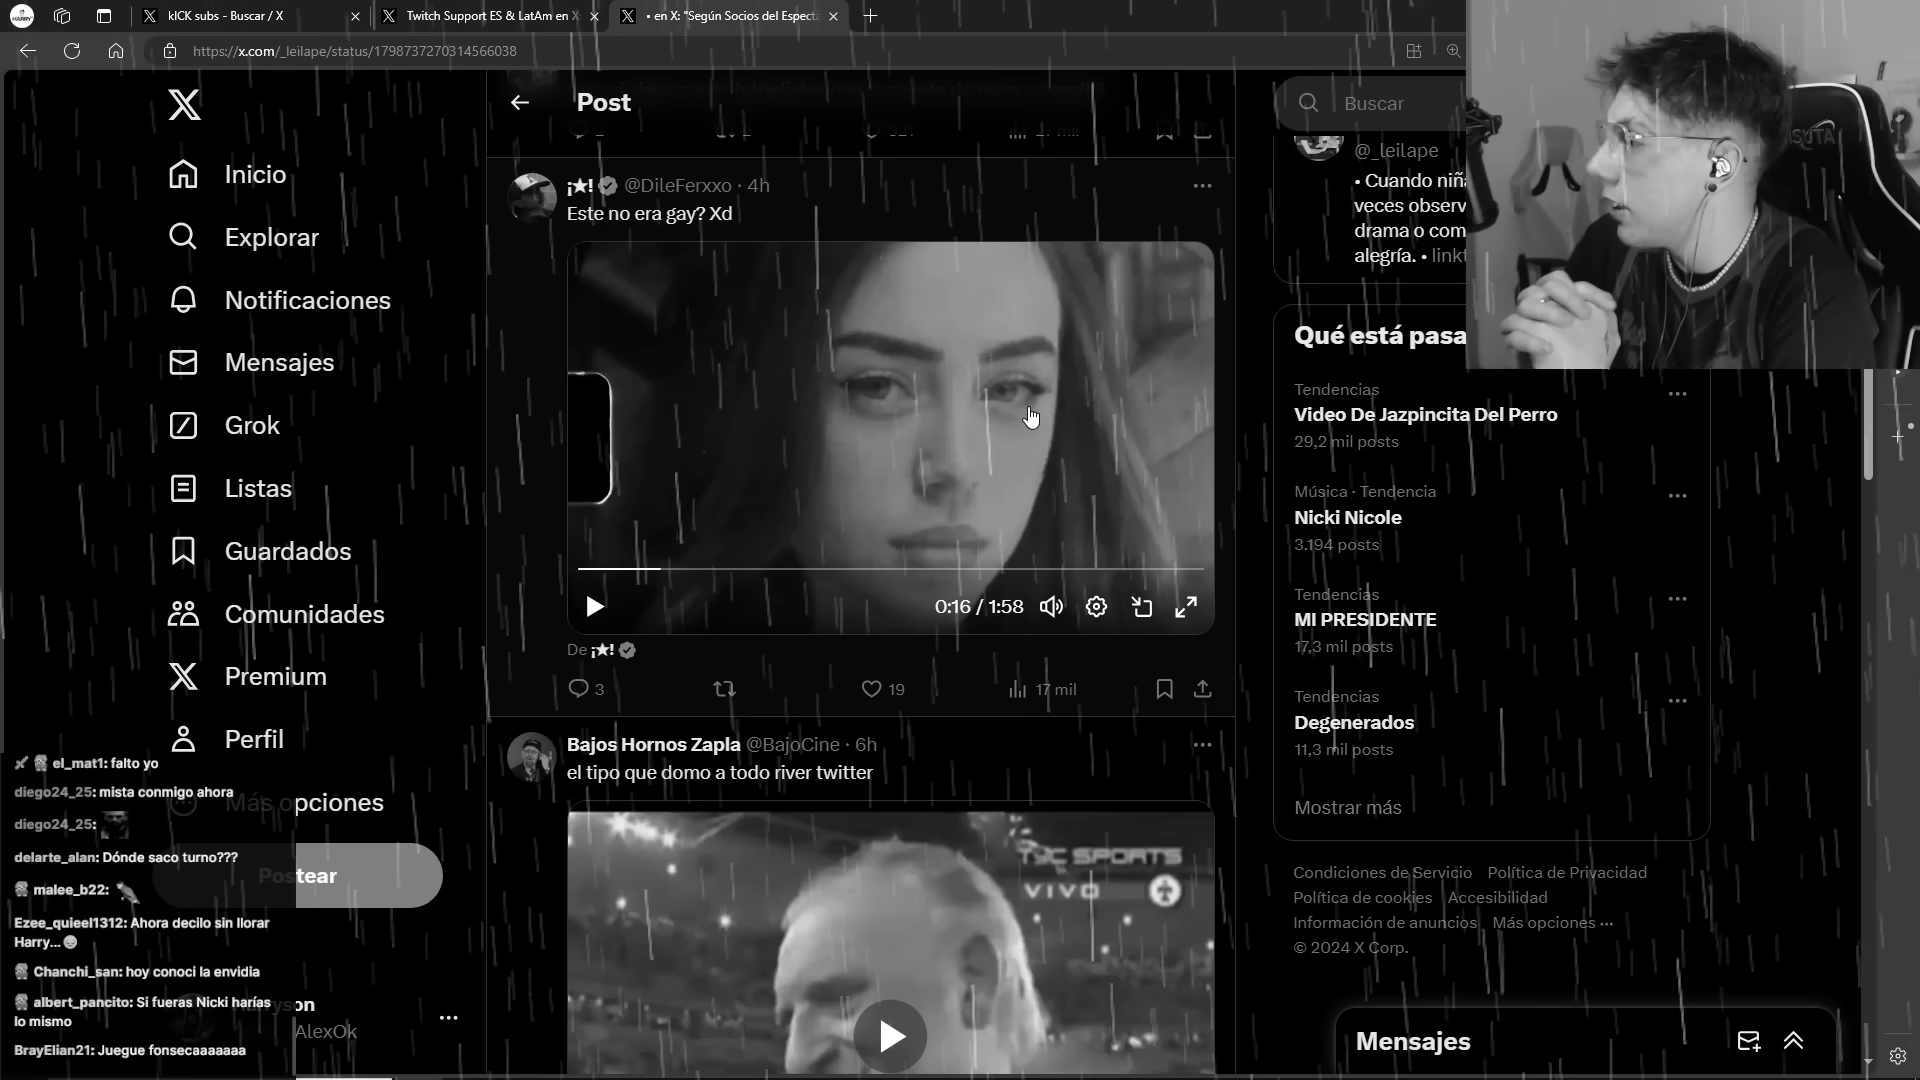 kICK subs - Buscar / X
Twitch Support ES & LatAm en X
• en X: "Según Socios del Espect
https://x.com/_leilape/status/1798737270314566038
Post
Buscar
Inicio
Explorar
Notificaciones
Mensajes
Grok
Listas
Guardados
Comunidades
Premium
Perfil
Más opciones
Postear
AlexOk
¡★! @DileFerxxo · 4h
Este no era gay? Xd
0:16 / 1:58
De ¡★!
3
19
17 mil
Bajos Hornos Zapla @BajoCine · 6h
el tipo que domo a todo river twitter
TyC SPORTS
VIVO
@_leilape
• Cuando niñ
veces observ
drama o com
alegría. • linkt
Qué está pasa
Tendencias
Video De Jazpincita Del Perro
29,2 mil posts
Música · Tendencia
Nicki Nicole
3.194 posts
Tendencias
MI PRESIDENTE
17,3 mil posts
Tendencias
Degenerados
11,3 mil posts
Mostrar más
Condiciones de Servicio Política de Privacidad
Política de cookies Accesibilidad
Información de anuncios Más opciones ···
© 2024 X Corp.
Mensajes
el_mat1: falto yo
diego24_25: mista conmigo ahora
diego24_25:
delarte_alan: Dónde saco turno???
malee_b22:
Ezee_quieel1312: Ahora decilo sin llorar
Harry...
Chanchi_san: hoy conoci la envidia
albert_pancito: Si fueras Nicki harías
lo mismo
BrayElian21: Juegue fonsecaaaaaaa